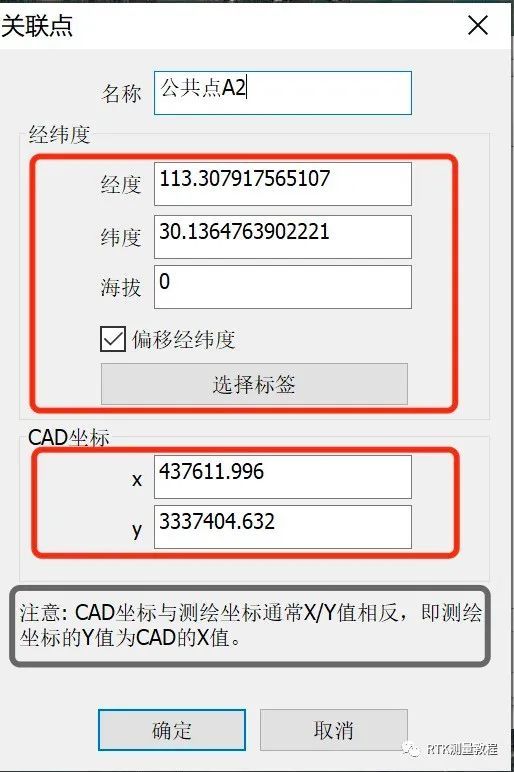 关联点
名称 公共点A2
经纬度
经度 113.307917565107
纬度 30.1364763902221
海拔 0
偏移经纬度
选择标签
CAD坐标
x 437611.996
y 3337404.632
注意: CAD坐标与测绘坐标通常X/Y值相反，即测绘
坐标的Y值为CAD的X值。
确定 取消
RTK测量教程